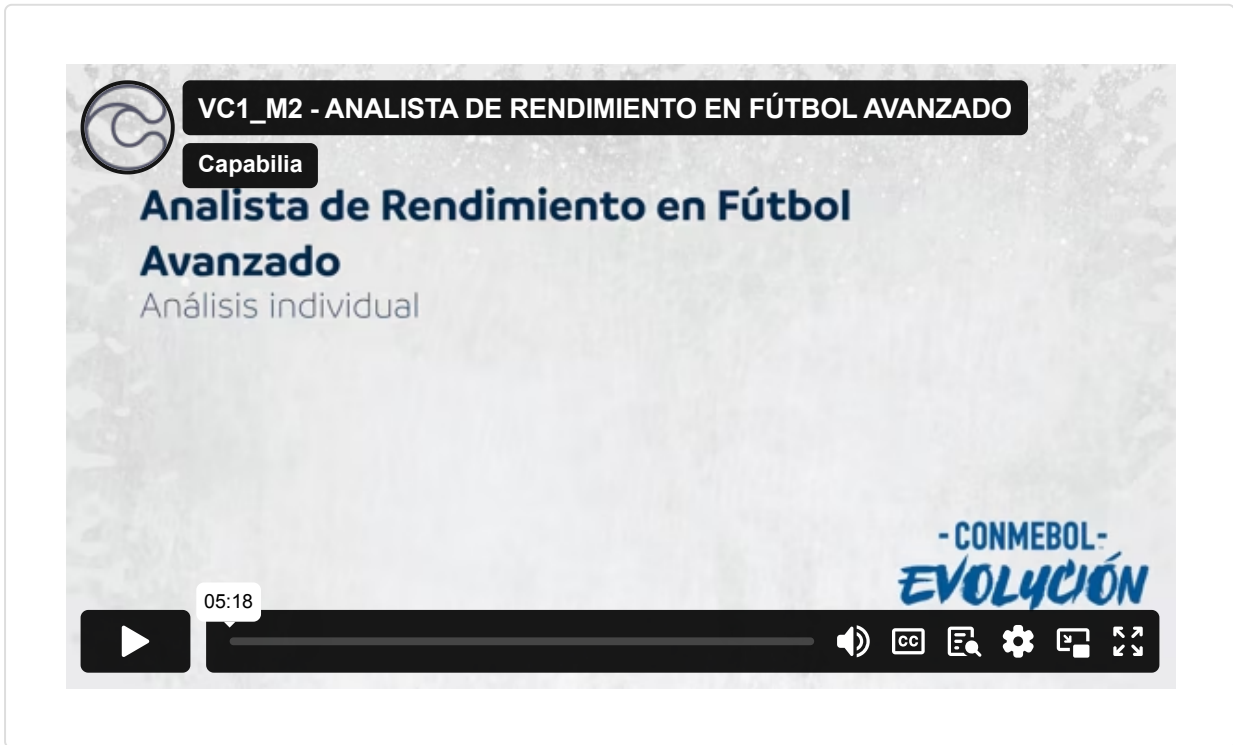 VC1_M2 - ANALISTA DE RENDIMIENTO EN FÚTBOL AVANZADO
Capabilia
Analista de Rendimiento en Fútbol
Avanzado
Análisis individual
- CONMEBOL-
EVOLUCIÓN
05:18
CC